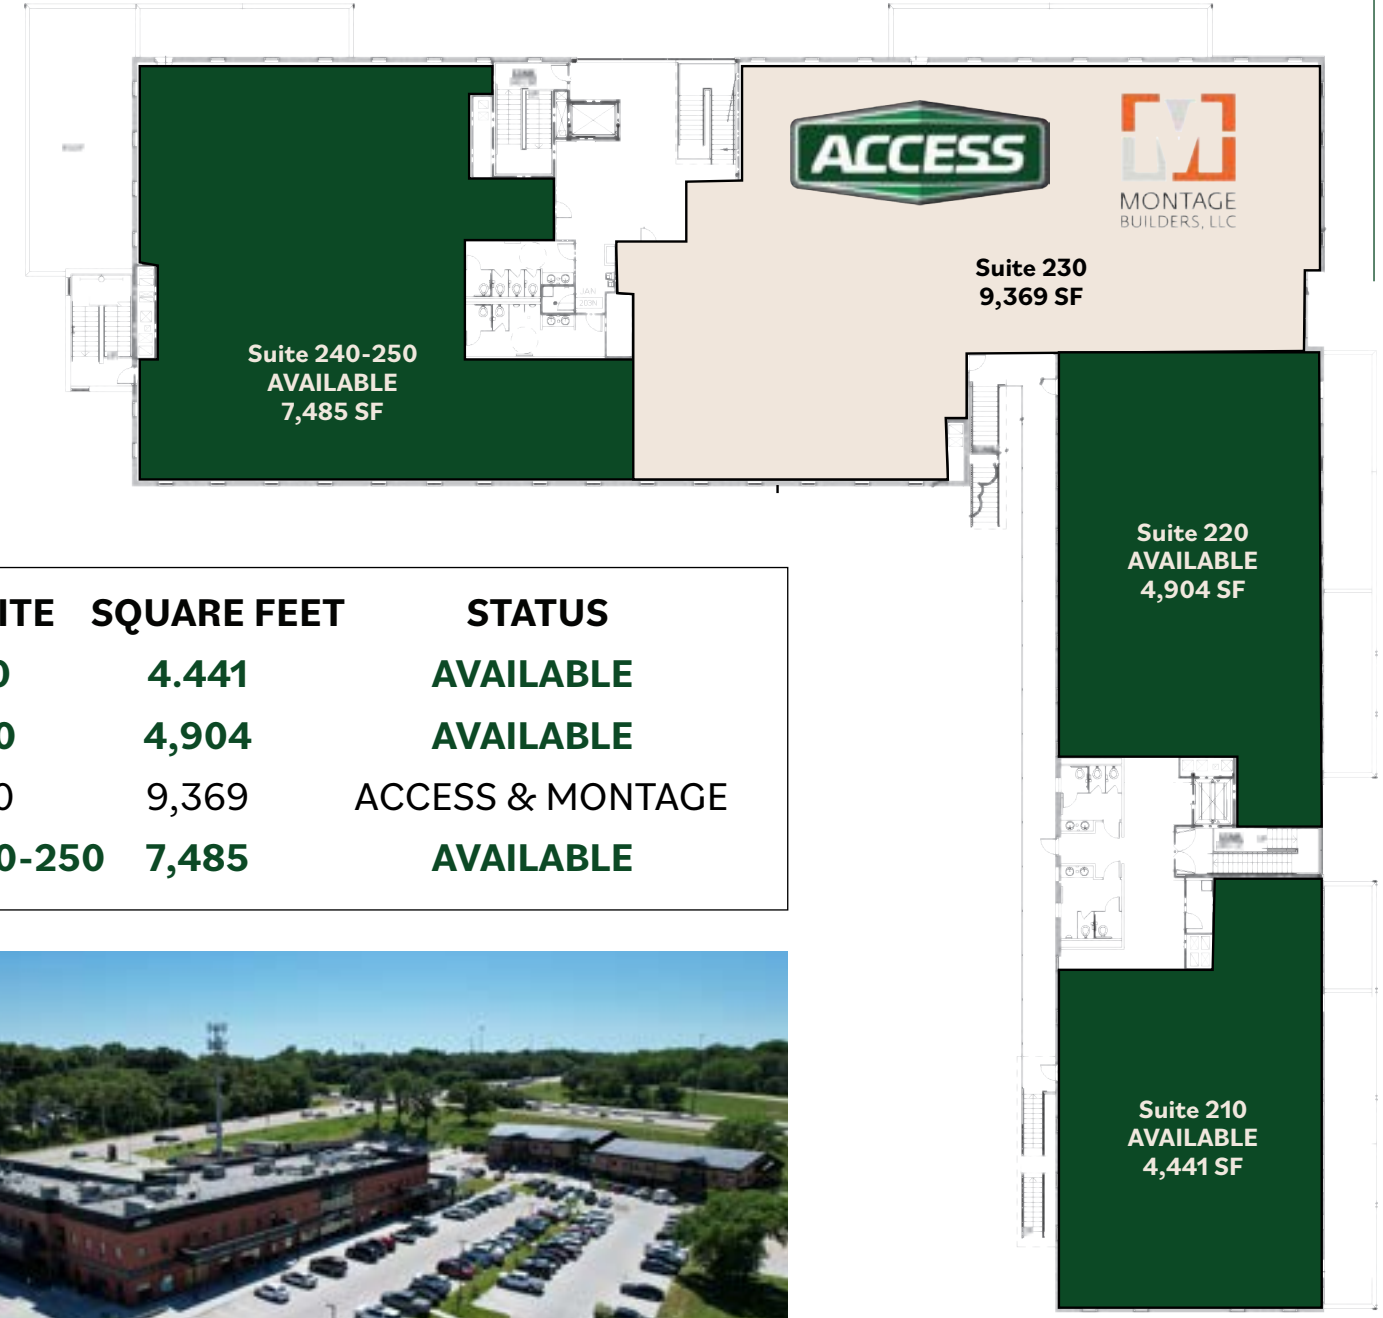 ACCESS
MONTAGE
BUILDERS, LLC
Suite 230
9,369 SF
Suite 240-250
AVAILABLE
7,485 SF
JAN
Suite 220
AVAILABLE
4,904 SF
ITE SQUARE FEET STATUS
0 4.441 AVAILABLE
0 4,904 AVAILABLE
0 9,369 ACCESS & MONTAGE
0-250 7,485 AVAILABLE
Suite 210
AVAILABLE
4,441 SF